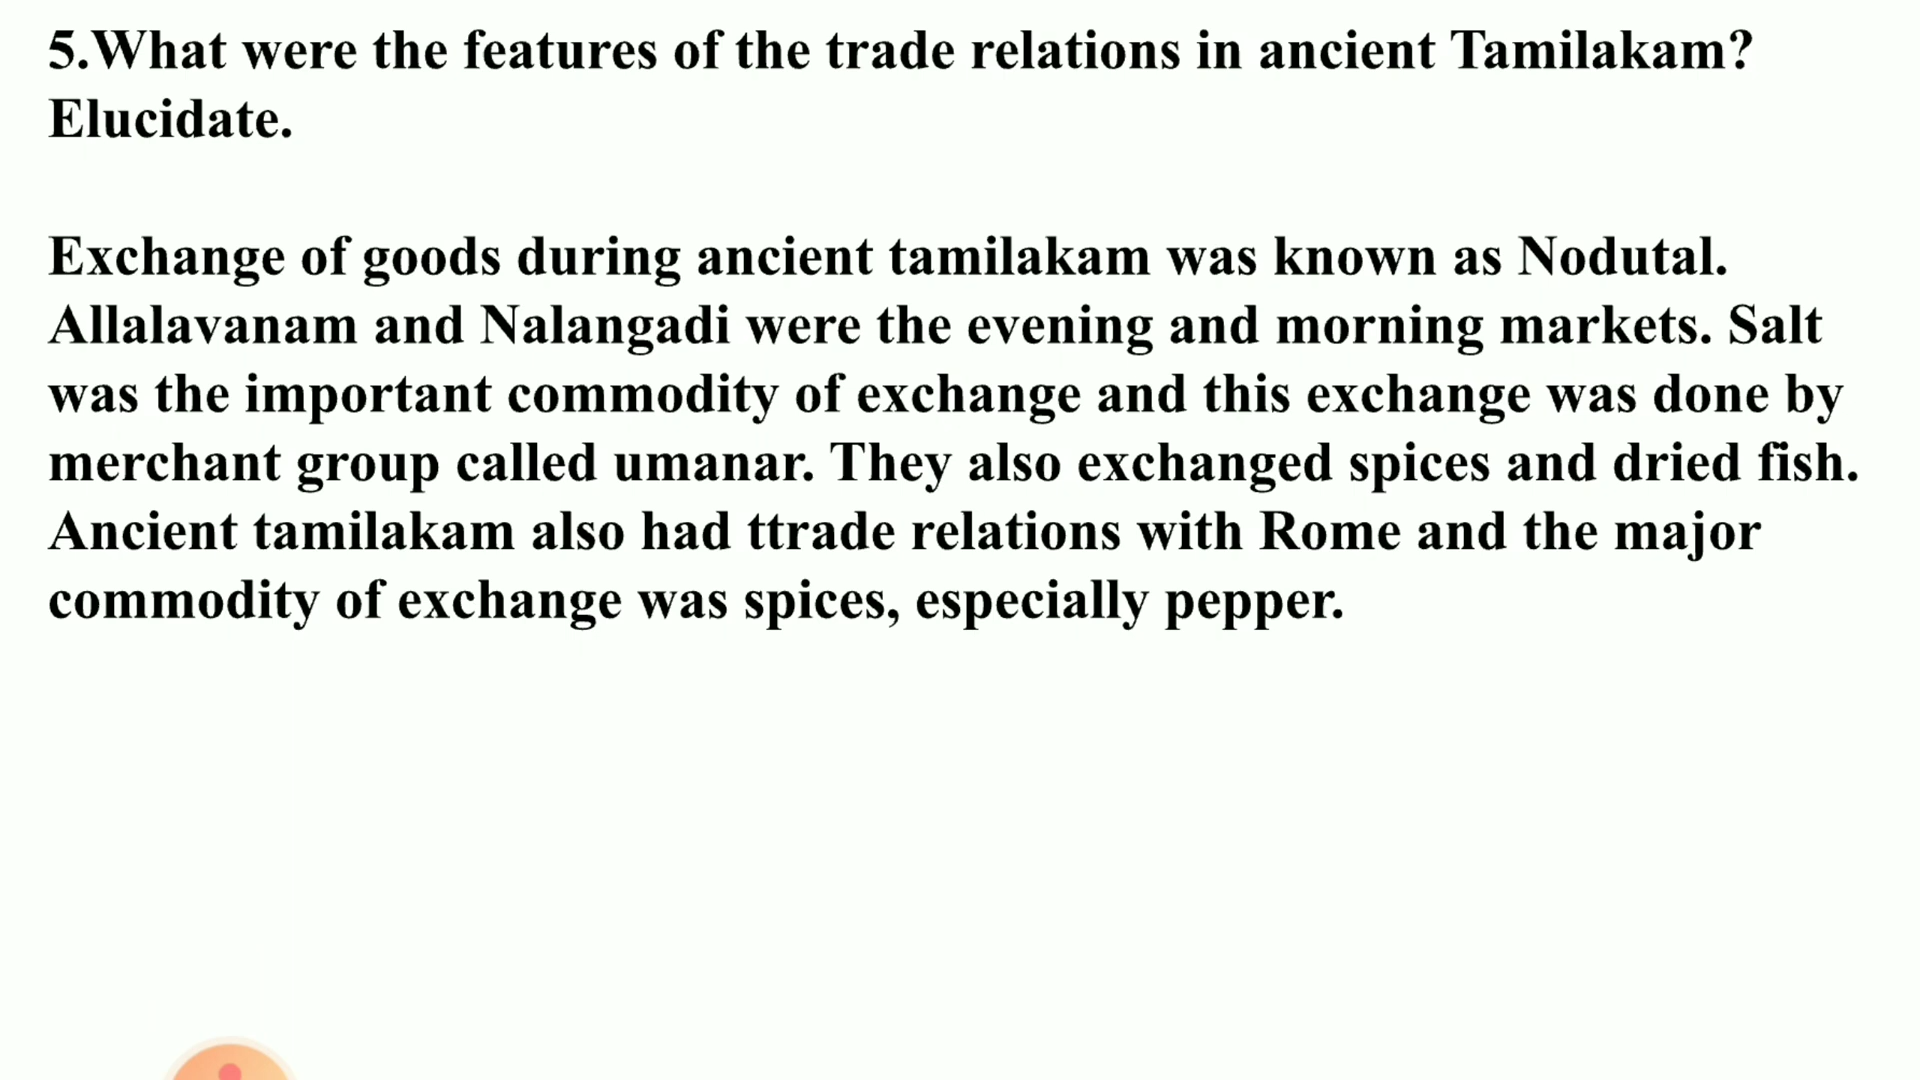 5.What were the features of the trade relations in ancient Tamilakam?
Elucidate.
Exchange of goods during ancient tamilakam was known as Nodutal.
Allalavanam and Nalangadi were the evening and morning markets. Salt
was the important commodity of exchange and this exchange was done by
merchant group called umanar. They also exchanged spices and dried fish.
Ancient tamilakam also had ttrade relations with Rome and the major
commodity of exchange was spices, especially pepper.